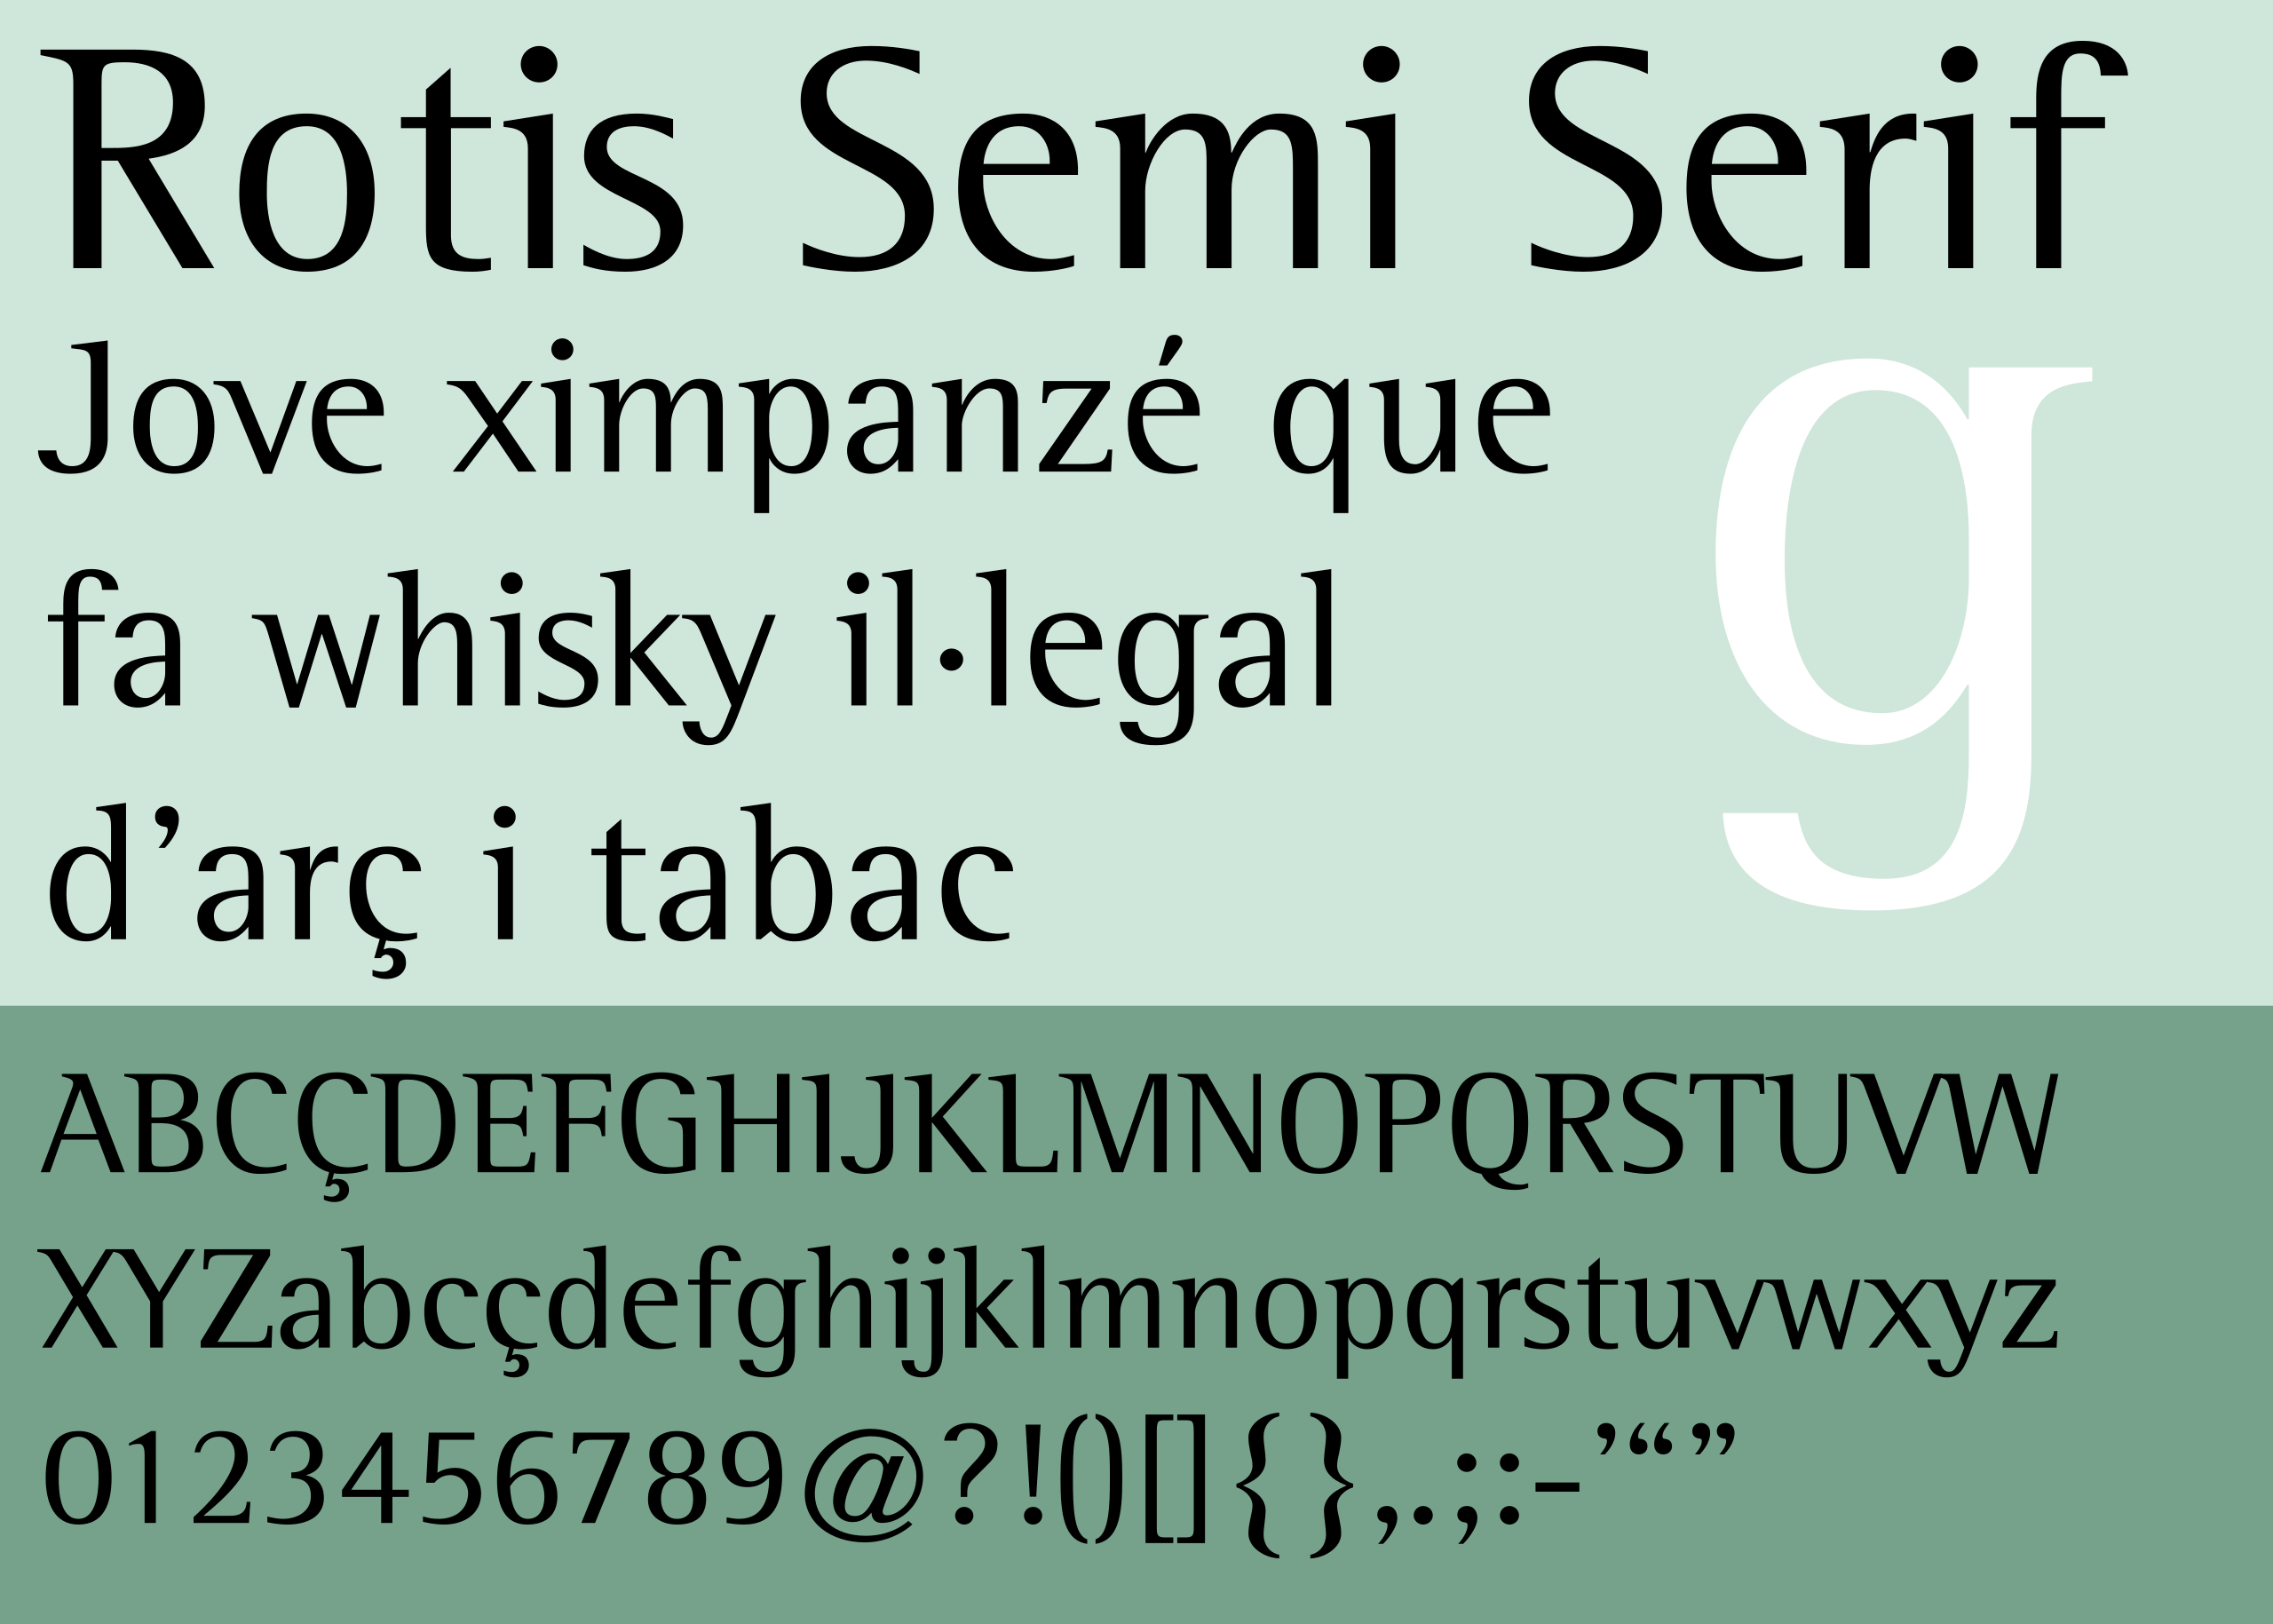 Rotis Semi Serif
Jove ximpanzé que
fa whisky il·legal
d’arç i tabac
g
ABCÇDEFGHIJKLMNOPQRSTUVW
XYZabcçdefghijklmnopqrstuvwxyz
0123456789@?!()[]{},.;:-’“”